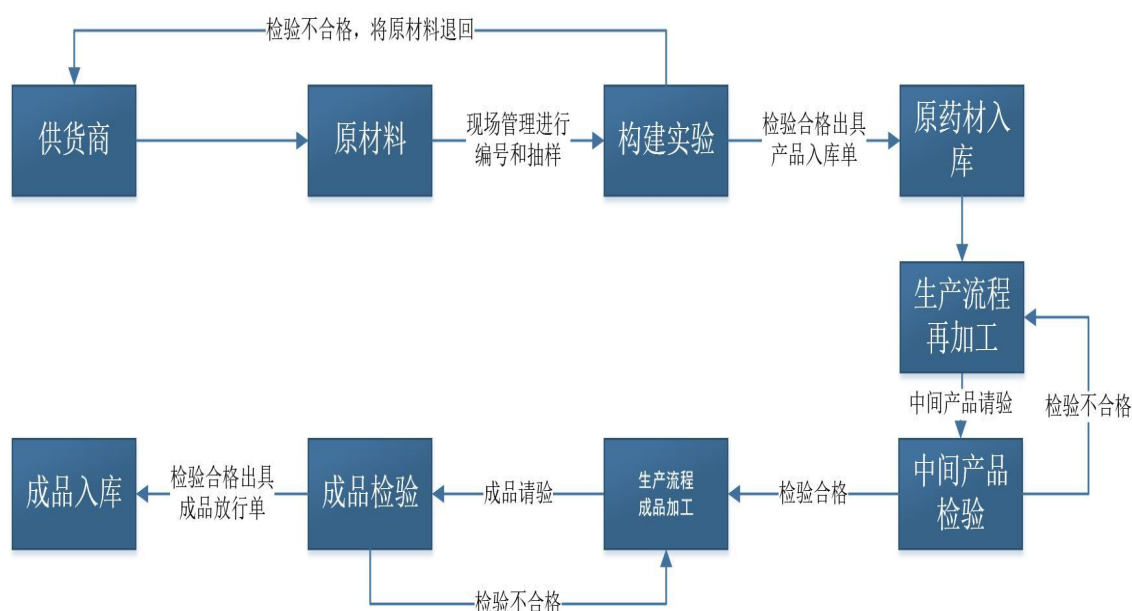 检验不合格，将原材料退回
供货商
原材料
现场管理进行
编号和抽样
构建实验
检验合格出具
产品入库单
原药材入
库
生产流程
再加工
中间产品请验
检验不合格
中间产品
检验
检验合格
生产流程
成品加工
成品请验
成品检验
检验合格出具
成品放行单
成品入库
检验不合格